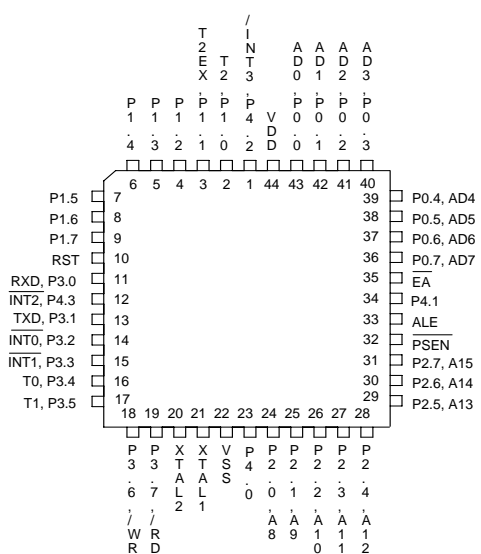 P1.4
P1.3
P1.2
T2EX,P1.1
T2,P1.0
/INT3,P4.2
VDD
AD0,P0.0
AD1,P0.1
AD2,P0.2
AD3,P0.3
6 5 4 3 2 1 44 43 42 41 40
P1.5 7
P1.6 8
P1.7 9
RST 10
RXD, P3.0 11
INT2, P4.3 12
TXD, P3.1 13
INT0, P3.2 14
INT1, P3.3 15
T0, P3.4 16
T1, P3.5 17
39 P0.4, AD4
38 P0.5, AD5
37 P0.6, AD6
36 P0.7, AD7
35 EA
34 P4.1
33 ALE
32 PSEN
31 P2.7, A15
30 P2.6, A14
29 P2.5, A13
18 19 20 21 22 23 24 25 26 27 28
P3.6,/WR
P3.7,/RD
XTAL2
XTAL1
VSS
P4.0
P2.0,A8
P2.1,A9
P2.2,A10
P2.3,A11
P2.4,A12